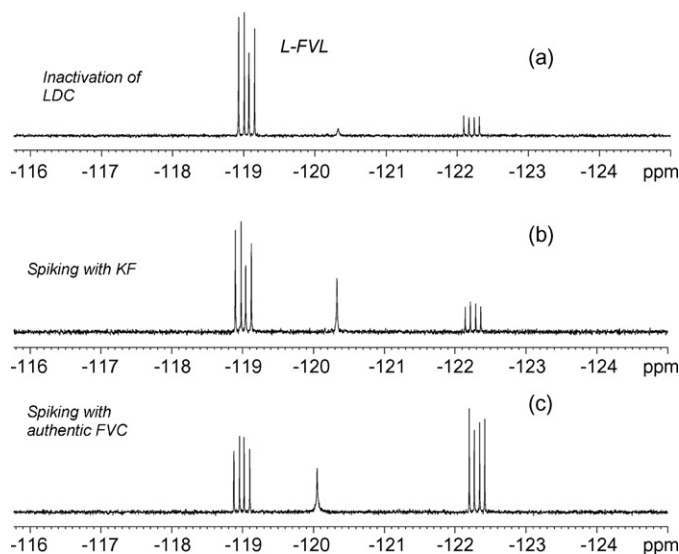 L-FVL
(a)
Inactivation of
LDC
-116 -117 -118 -119 -120 -121 -122 -123 -124 ppm
(b)
Spiking with KF
-116 -117 -118 -119 -120 -121 -122 -123 -124 ppm
Spiking with
authentic FVC
(c)
-116 -117 -118 -119 -120 -121 -122 -123 -124 ppm